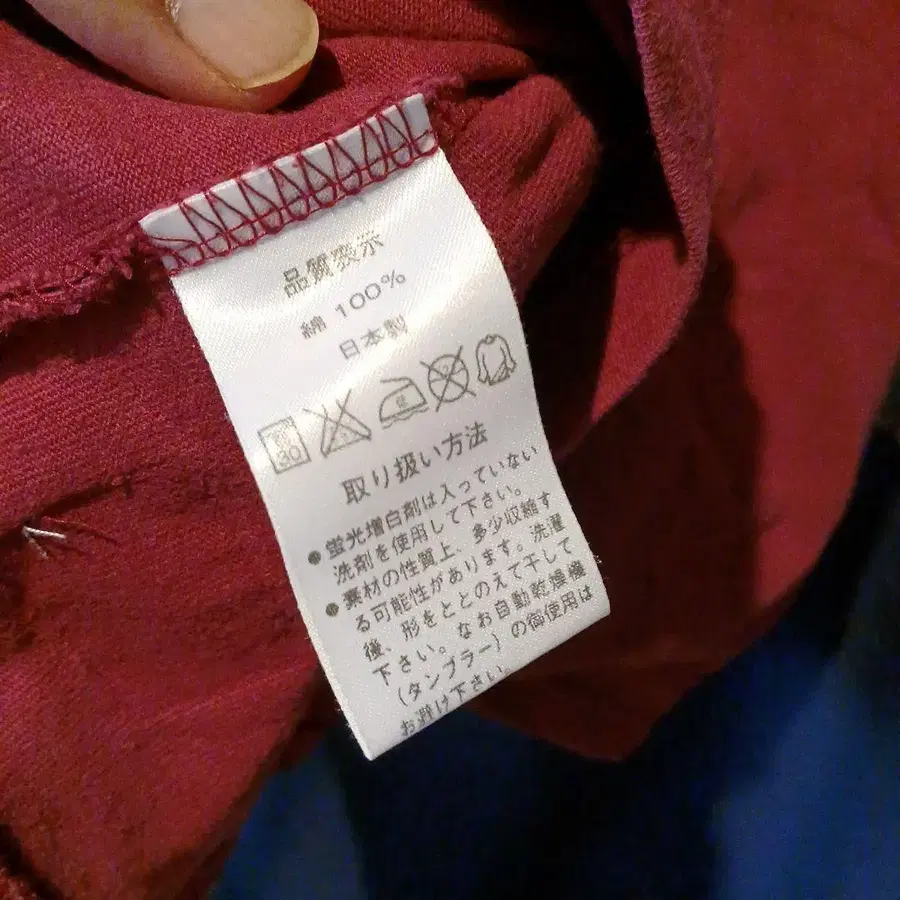 品質表示
綿 100%
日本製
30
取り扱い方法
●蛍光増白剤は入っていない
洗剤を使用して下さい。
●素材の性質上、多少収縮す
る可能性があります。洗濯
後、形をととのえて干して
下さい。なお自動乾燥機
(タンブラー)の御使用は
お避け下さい。